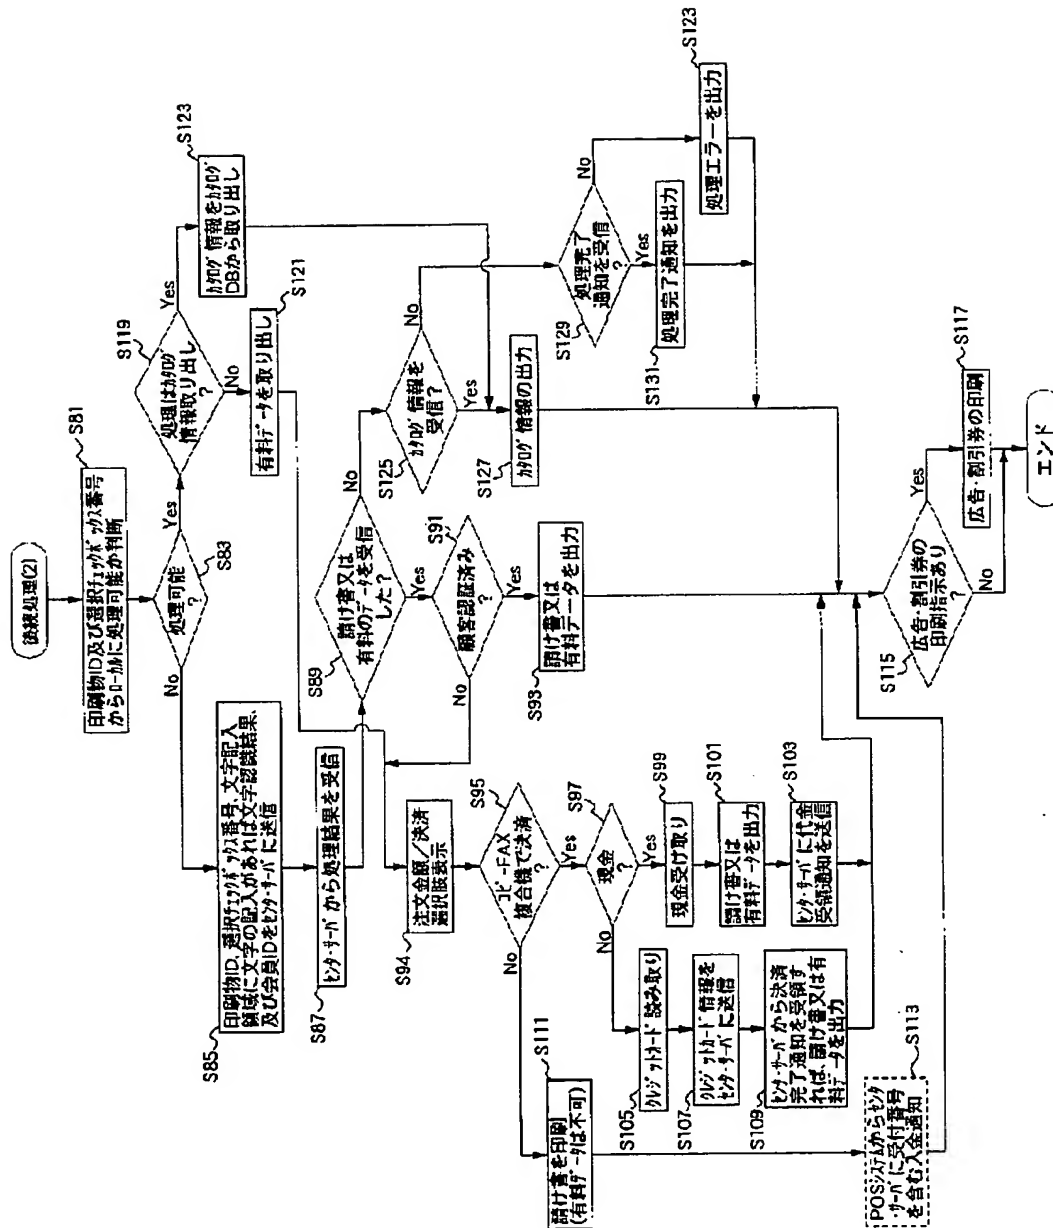 後続処理(2)
S81
印刷物ID及び選択チェックボックス番号
からローカルに処理可能か判断
S83
処理可能
?
Yes
No
S119
処理はカタログ
情報取り出し
?
Yes
No
S123
カタログ情報をカタログ
DBから取り出し
S121
有料データを取り出し
S85
印刷物ID、選択チェックボックス番号、文字記入
領域に文字の記入があれば文字認識結果、
及び会員IDをセンタ・サーバに送信
S87
センタ・サーバから処理結果を受信
S89
請け書又は
有料のデータを受信
した?
Yes
No
S91
顧客認証済み
?
Yes
No
S93
請け書又は
有料データを出力
S125
カタログ情報を
受信?
Yes
No
S127
カタログ情報の出力
S129
処理完了
通知を受信
?
Yes
No
S131
処理完了通知を出力
S123
処理エラーを出力
S94
注文金額/決済
選択肢表示
S95
コピーFAX
複合機で決済
?
Yes
No
S97
現金
?
Yes
No
S99
現金受け取り
S101
請け書又は
有料データを出力
S103
センタ・サーバに代金
受領通知を送信
S105
クレジットカード読み取り
S107
クレジットカード情報を
センタ・サーバに送信
S109
センタ・サーバから決済
完了通知を受領す
れば、請け書又は有
料データを出力
S111
請け書を印刷
(有料データは不可)
S113
POSシステムからセンタ
・サーバに受付番号
を含む入金通知
S115
広告・割引券の
印刷指示あり
?
Yes
No
S117
広告・割引券の印刷
エンド